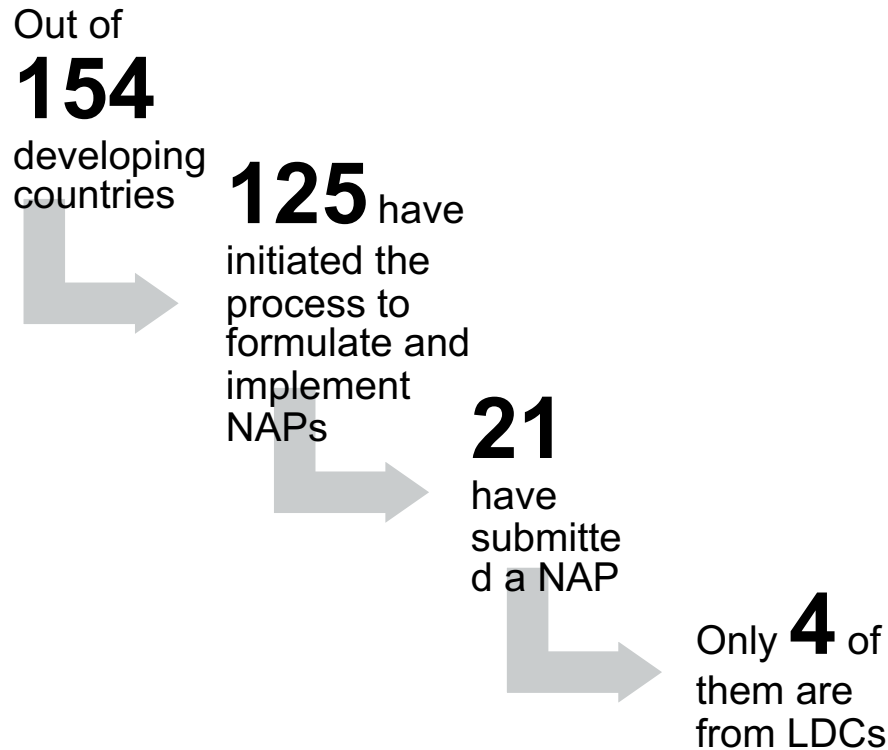 Out of
154
developing
countries
125 have
initiated the
process to
formulate and
implement
NAPs
21
have
submitte
d a NAP
Only 4 of
them are
from LDCs